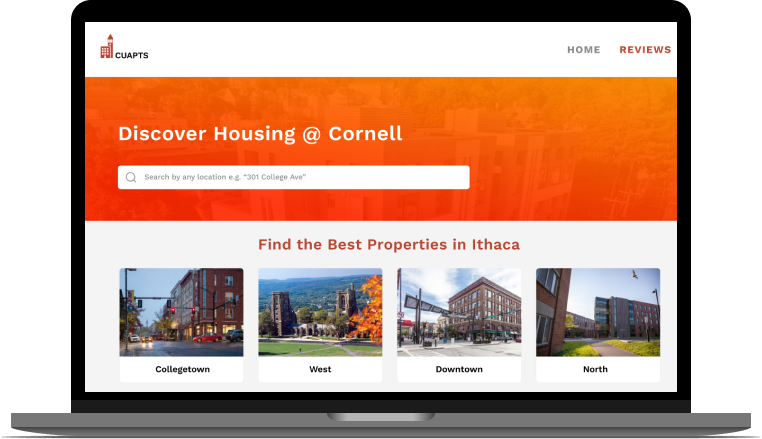 CUAPTS
HOME REVIEWS
Discover Housing @ Cornell
Search by any location e.g. "301 College Ave"
Find the Best Properties in Ithaca
Collegetown West Downtown North